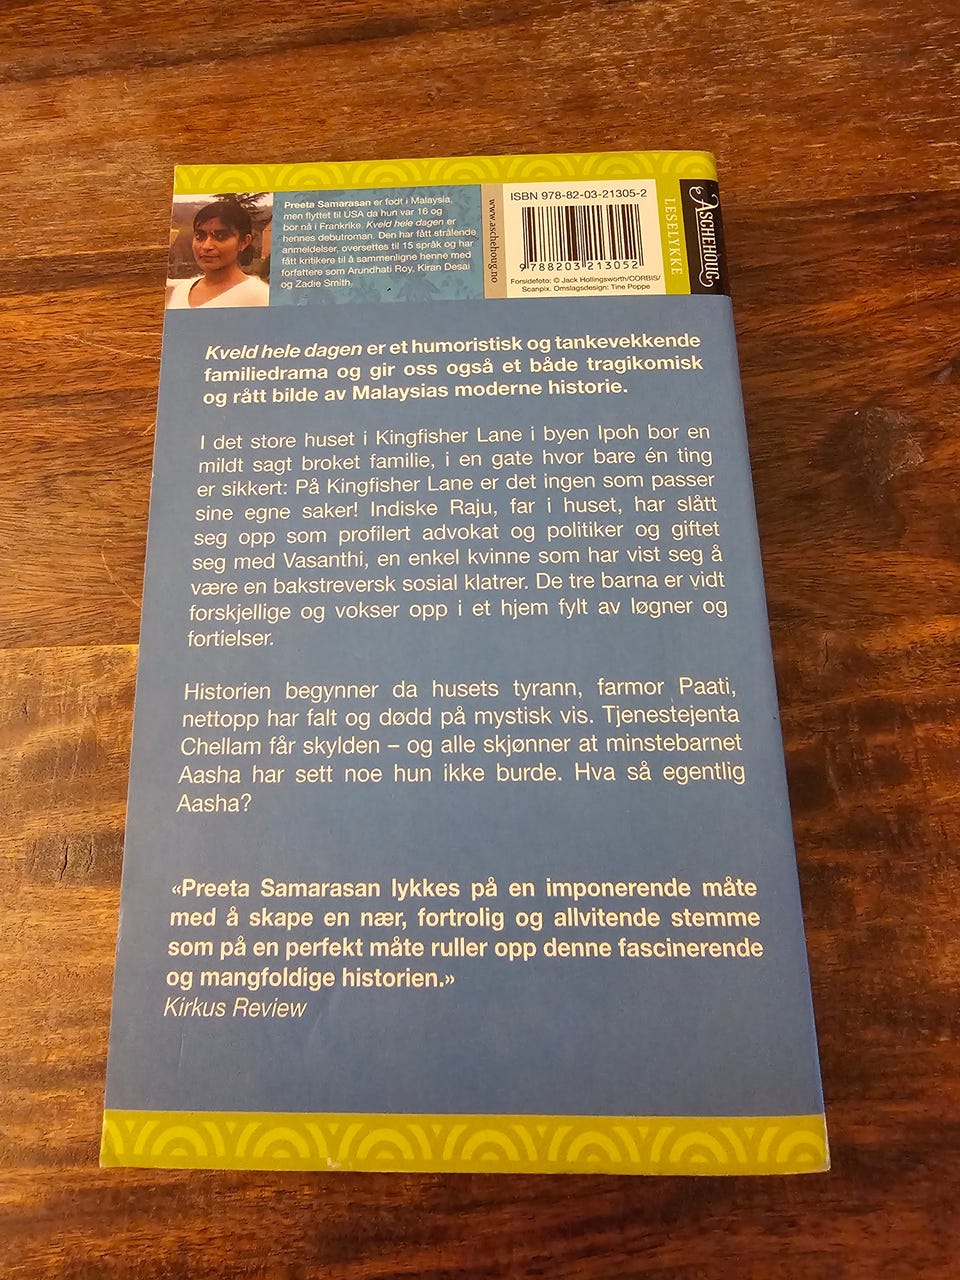 Preeta Samarasan er født i Malaysia,
men flyttet til USA da hun var 16 og
bor nå i Frankrike. Kveld hele dagen er
hennes debutroman. Den har fått strålende
anmeldelser, oversettes til 15 språk og har
fått kritikere til å sammenligne henne med
forfattere som Arundhati Roy, Kiran Desai
og Zadie Smith.
www.aschehoug.no
ISBN 978-82-03-21305-2
9 788203 213052
Forsidefoto: © Jack Hollingsworth/CORBIS/
Scanpix. Omslagsdesign: Tine Poppe
LESELYKKE
ASCHEHOUG
Kveld hele dagen er et humoristisk og tankevekkende
familiedrama og gir oss også et både tragikomisk
og rått bilde av Malaysias moderne historie.
I det store huset i Kingfisher Lane i byen Ipoh bor en
mildt sagt broket familie, i en gate hvor bare én ting
er sikkert: På Kingfisher Lane er det ingen som passer
sine egne saker! Indiske Raju, far i huset, har slått
seg opp som profilert advokat og politiker og giftet
seg med Vasanthi, en enkel kvinne som har vist seg å
være en bakstreversk sosial klatrer. De tre barna er vidt
forskjellige og vokser opp i et hjem fylt av løgner og
fortielser.
Historien begynner da husets tyrann, farmor Paati,
nettopp har falt og dødd på mystisk vis. Tjenestejenta
Chellam får skylden – og alle skjønner at minstebarnet
Aasha har sett noe hun ikke burde. Hva så egentlig
Aasha?
«Preeta Samarasan lykkes på en imponerende måte
med å skape en nær, fortrolig og allvitende stemme
som på en perfekt måte ruller opp denne fascinerende
og mangfoldige historien.»
Kirkus Review